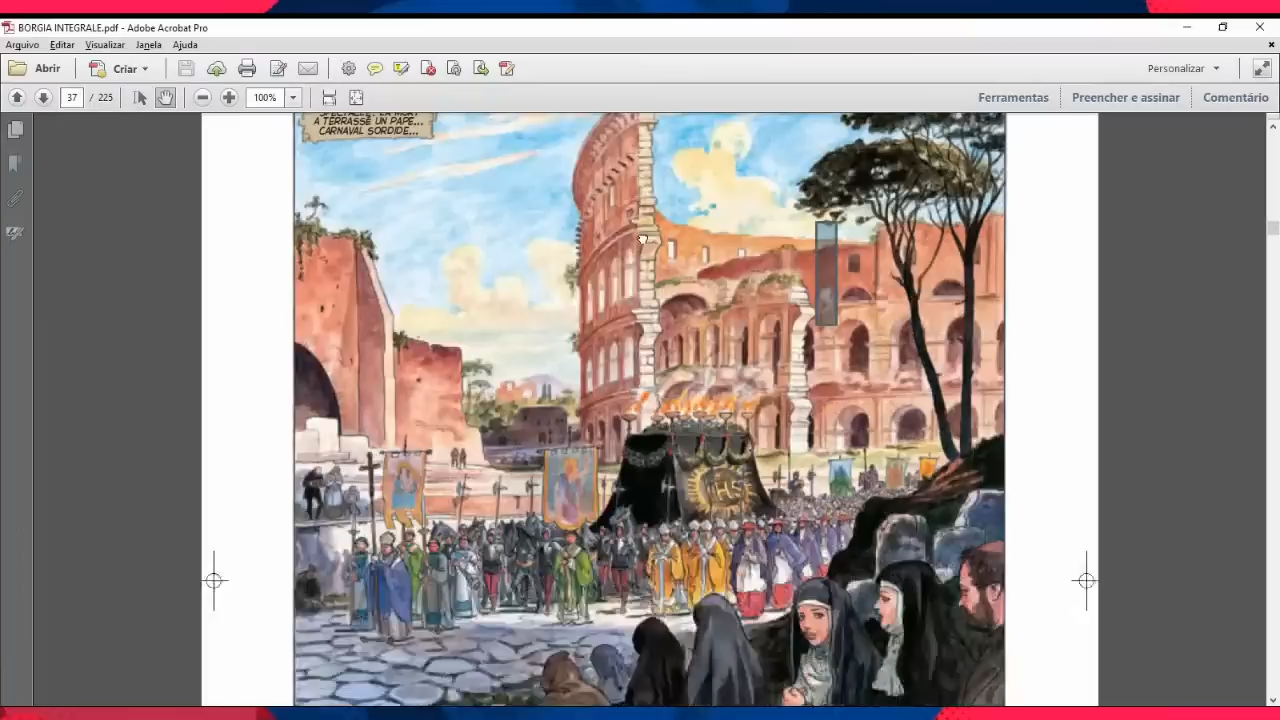 BORGIA INTEGRALE.pdf - Adobe Acrobat Pro
Arquivo Editar Visualizar Janela Ajuda
Abrir Criar Personalizar
37 / 225 100% Ferramentas Preencher e assinar Comentário
A TERRASSÉ UN PAPE...
CARNAVAL SORDIDE...
IHS